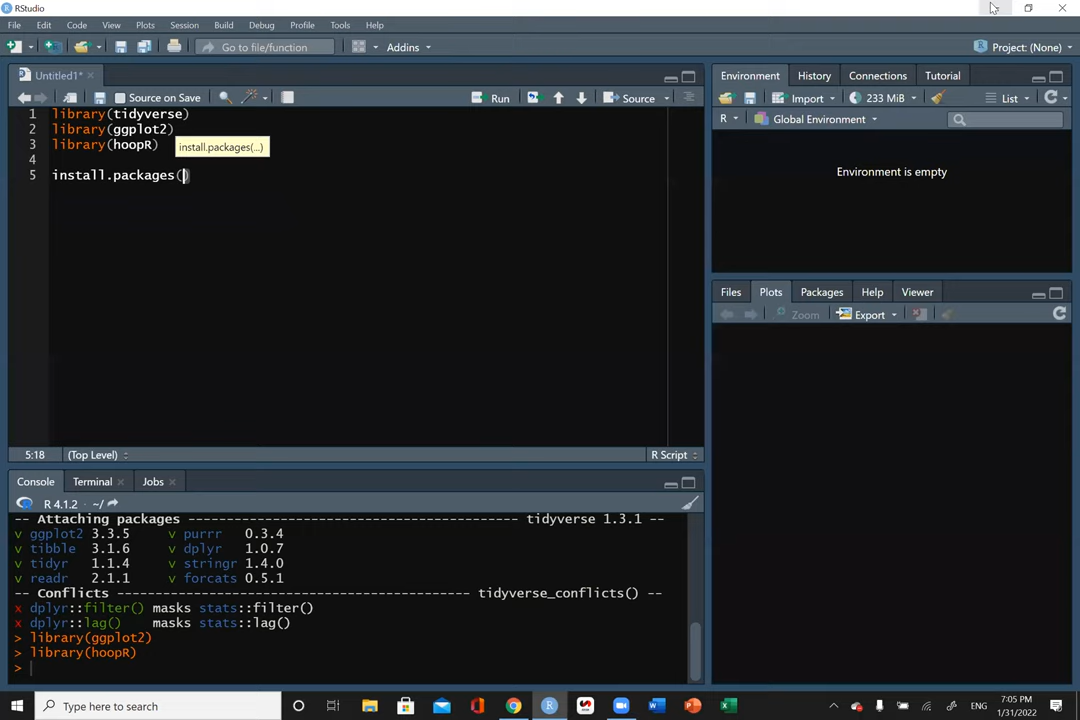 RStudio
File Edit Code View Plots Session Build Debug Profile Tools Help
Go to file/function Addins Project: (None)
Untitled1*
Source on Save Run Source
1 library(tidyverse)
2 library(ggplot2)
3 library(hoopR)
install.packages(...)
4
5 install.packages()
5:18 (Top Level) R Script
Environment History Connections Tutorial
Import 233 MiB List
R Global Environment
Environment is empty
Files Plots Packages Help Viewer
Zoom Export
Console Terminal Jobs
R 4.1.2 ~/
-- Attaching packages --------------------------------------- tidyverse 1.3.1 --
v ggplot2 3.3.5 v purrr 0.3.4
v tibble 3.1.6 v dplyr 1.0.7
v tidyr 1.1.4 v stringr 1.4.0
v readr 2.1.1 v forcats 0.5.1
-- Conflicts ------------------------------------------ tidyverse_conflicts() --
x dplyr::filter() masks stats::filter()
x dplyr::lag() masks stats::lag()
> library(ggplot2)
> library(hoopR)
>
Type here to search
ENG
7:05 PM
1/31/2022